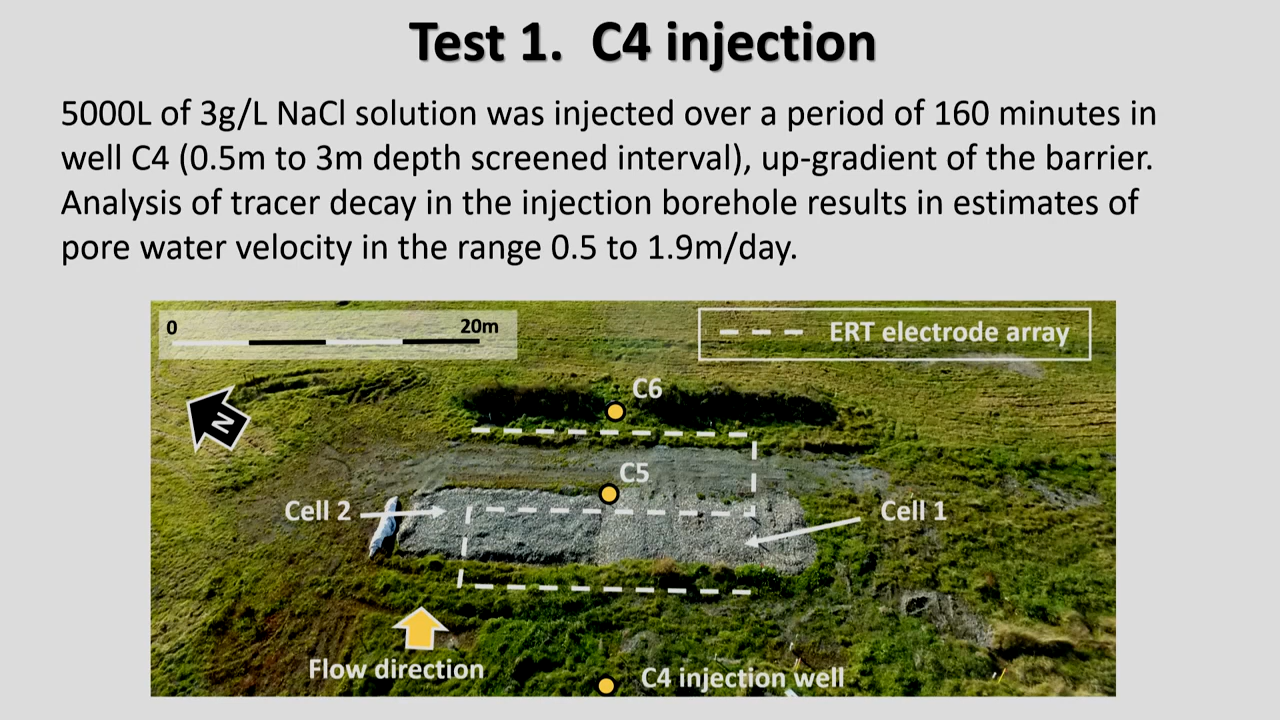 Test 1.  C4 injection
5000L of 3g/L NaCl solution was injected over a period of 160 minutes in
well C4 (0.5m to 3m depth screened interval), up-gradient of the barrier.
Analysis of tracer decay in the injection borehole results in estimates of
pore water velocity in the range 0.5 to 1.9m/day.
0 20m
ERT electrode array
N
C6
C5
Cell 2
Cell 1
Flow direction
C4 injection well